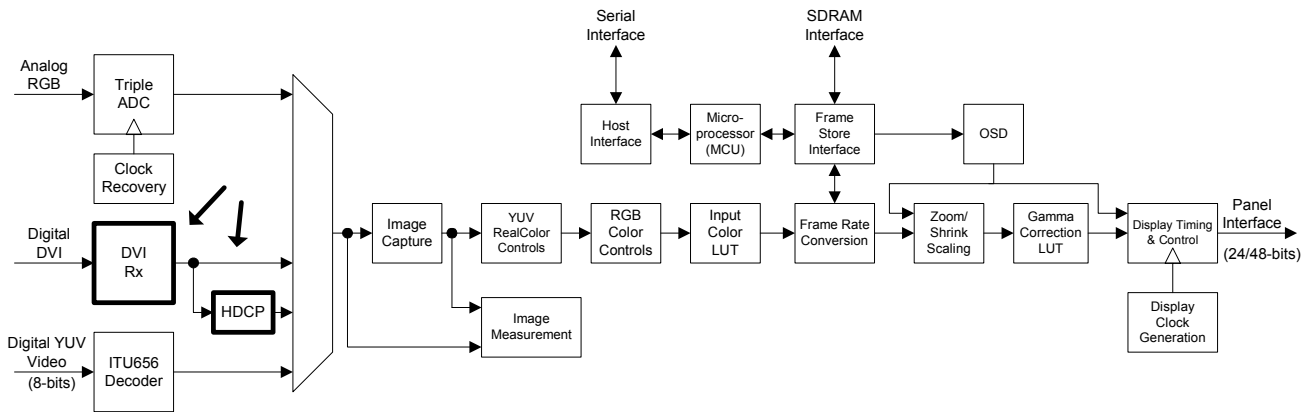 Serial
Interface
SDRAM
Interface
Analog
RGB
Triple
ADC
Clock
Recovery
Host
Interface
Micro-
processor
(MCU)
Frame
Store
Interface
OSD
Digital
DVI
DVI
Rx
HDCP
Image
Capture
YUV
RealColor
Controls
RGB
Color
Controls
Input
Color
LUT
Frame Rate
Conversion
Zoom/
Shrink
Scaling
Gamma
Correction
LUT
Display Timing
& Control
Panel
Interface
(24/48-bits)
Image
Measurement
Display
Clock
Generation
Digital YUV
Video
(8-bits)
ITU656
Decoder